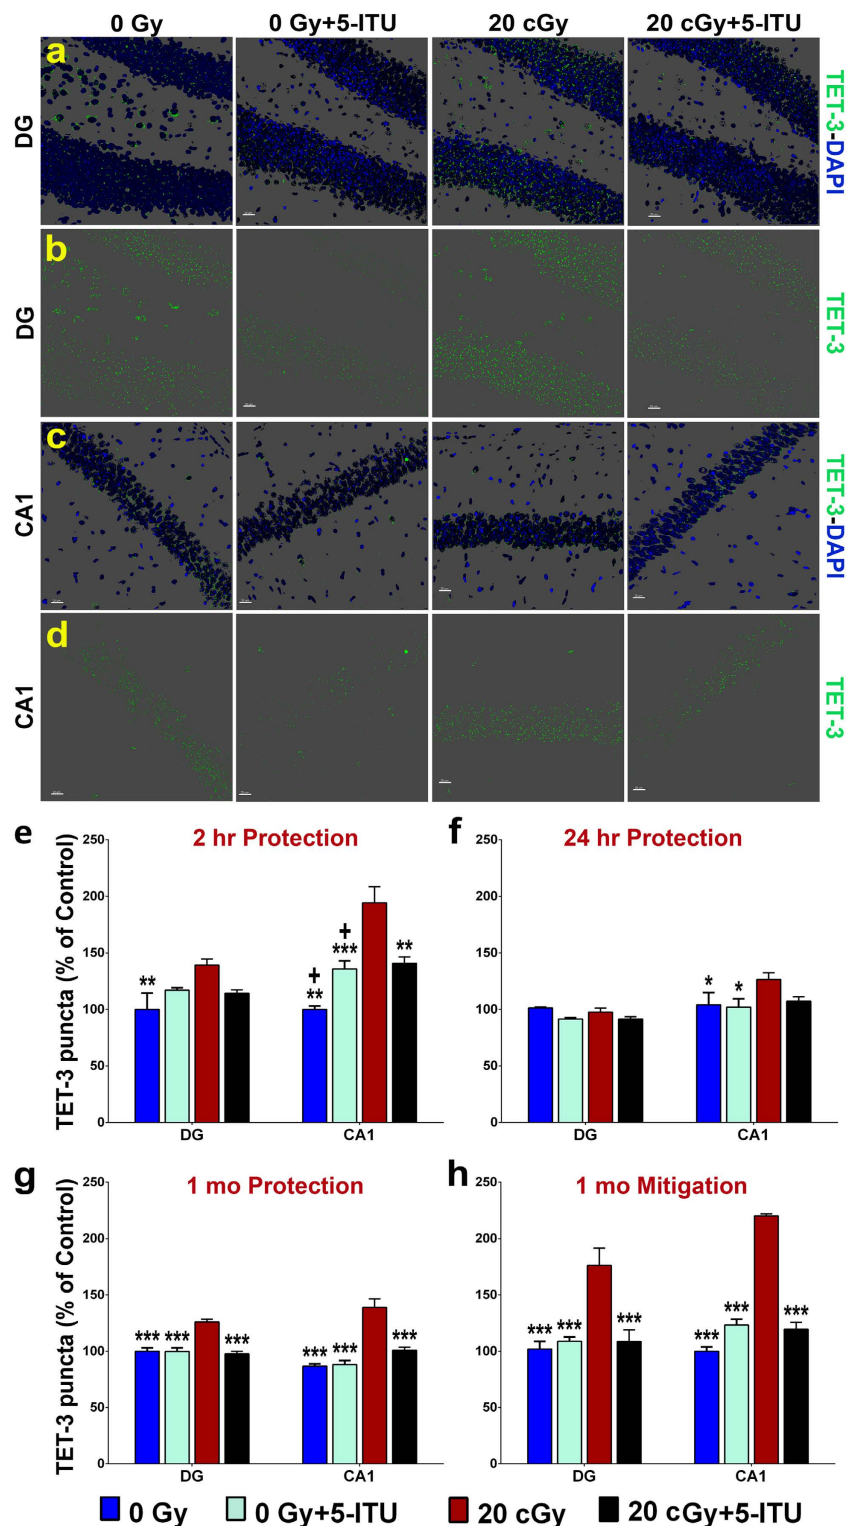 0 Gy 0 Gy+5-ITU 20 cGy 20 cGy+5-ITU
a
DG
TET-3-DAPI
b
DG
TET-3
c
CA1
TET-3-DAPI
d
CA1
TET-3
e
2 hr Protection
TET-3 puncta (% of Control)
250
200
150
100
50
0
**
ǂ
**
ǂ
***
**
DG CA1
f
24 hr Protection
250
200
150
100
50
0
* *
DG CA1
g
1 mo Protection
TET-3 puncta (% of Control)
250
200
150
100
50
0
*** *** *** *** *** ***
DG CA1
h
1 mo Mitigation
250
200
150
100
50
0
*** *** *** *** *** ***
DG CA1
0 Gy 0 Gy+5-ITU 20 cGy 20 cGy+5-ITU